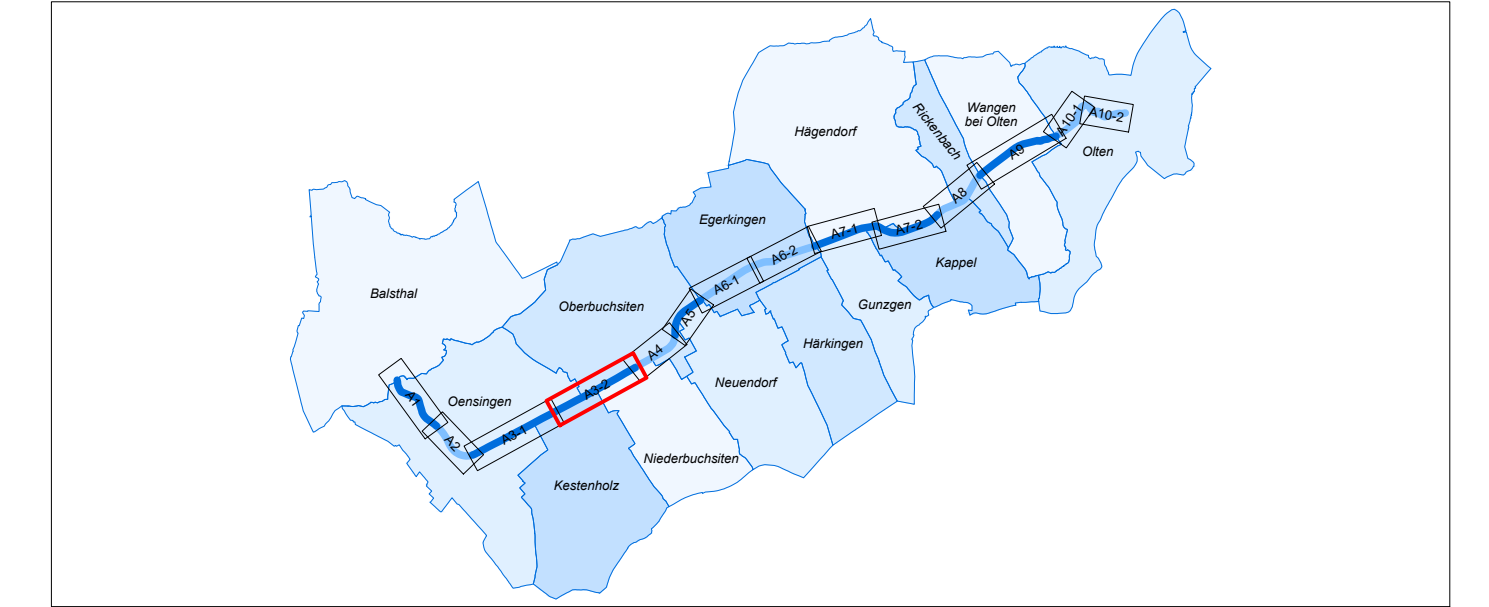 Hägendorf
Rickenbach
Wangen
bei Olten
A10-1
A10-2
Olten
A9
A8
Egerkingen
A7-1
A7-2
A6-2
A6-1
Kappel
Balsthal
Oberbuchsiten
Gunzgen
A5
Härkingen
A4
Neuendorf
A3-2
Oensingen
A1
A2
A3-1
Niederbuchsiten
Kestenholz